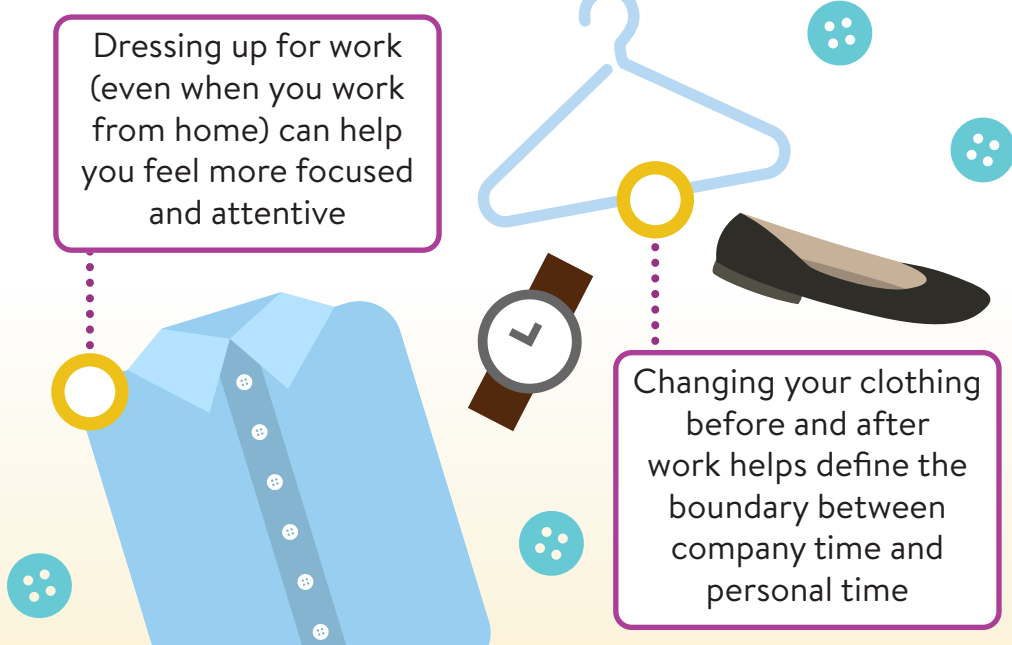 Dressing up for work
(even when you work
from home) can help
you feel more focused
and attentive
Changing your clothing
before and after
work helps define the
boundary between
company time and
personal time